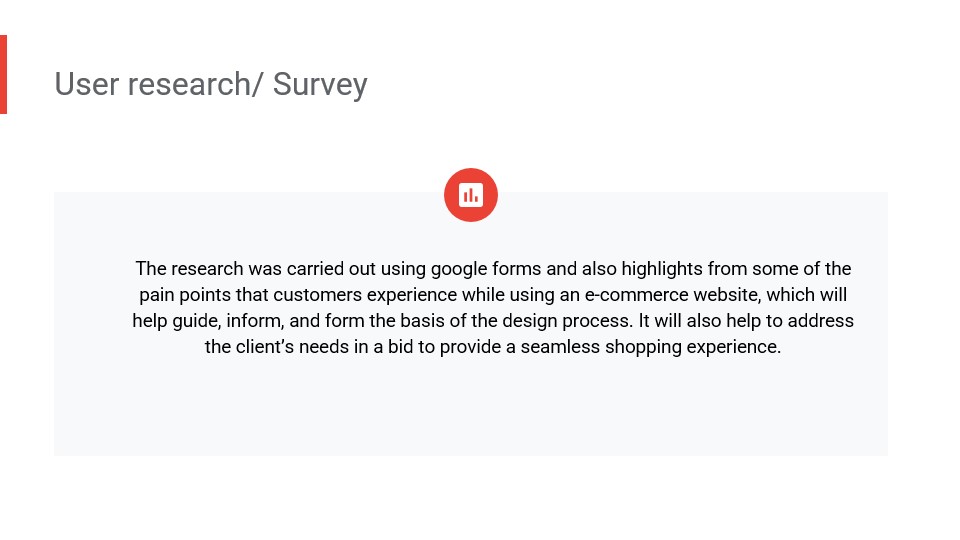 User research/ Survey
The research was carried out using google forms and also highlights from some of the
pain points that customers experience while using an e-commerce website, which will
help guide, inform, and form the basis of the design process. It will also help to address
the client’s needs in a bid to provide a seamless shopping experience.